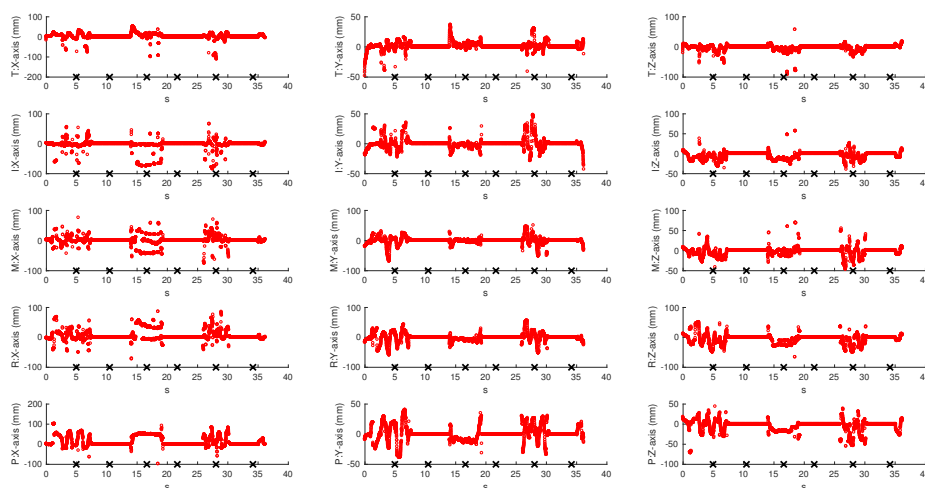 100
0
-100
-200
T:X-axis (mm)
0 5 10 15 20 25 30 35 40
s
50
0
-50
T:Y-axis (mm)
0 5 10 15 20 25 30 35 40
s
100
0
-100
T:Z-axis (mm)
0 5 10 15 20 25 30 35 40
s
100
0
-100
I:X-axis (mm)
0 5 10 15 20 25 30 35 40
s
50
0
-50
I:Y-axis (mm)
0 5 10 15 20 25 30 35 40
s
100
50
0
-50
I:Z-axis (mm)
0 5 10 15 20 25 30 35 40
s
100
0
-100
M:X-axis (mm)
0 5 10 15 20 25 30 35 40
s
100
0
-100
M:Y-axis (mm)
0 5 10 15 20 25 30 35 40
s
100
50
0
-50
M:Z-axis (mm)
0 5 10 15 20 25 30 35 40
s
100
0
-100
R:X-axis (mm)
0 5 10 15 20 25 30 35 40
s
100
0
-100
R:Y-axis (mm)
0 5 10 15 20 25 30 35 40
s
100
0
-100
R:Z-axis (mm)
0 5 10 15 20 25 30 35 40
s
200
100
0
-100
P:X-axis (mm)
0 5 10 15 20 25 30 35 40
s
50
0
-50
P:Y-axis (mm)
0 5 10 15 20 25 30 35 40
s
50
0
-50
-100
P:Z-axis (mm)
0 5 10 15 20 25 30 35 40
s